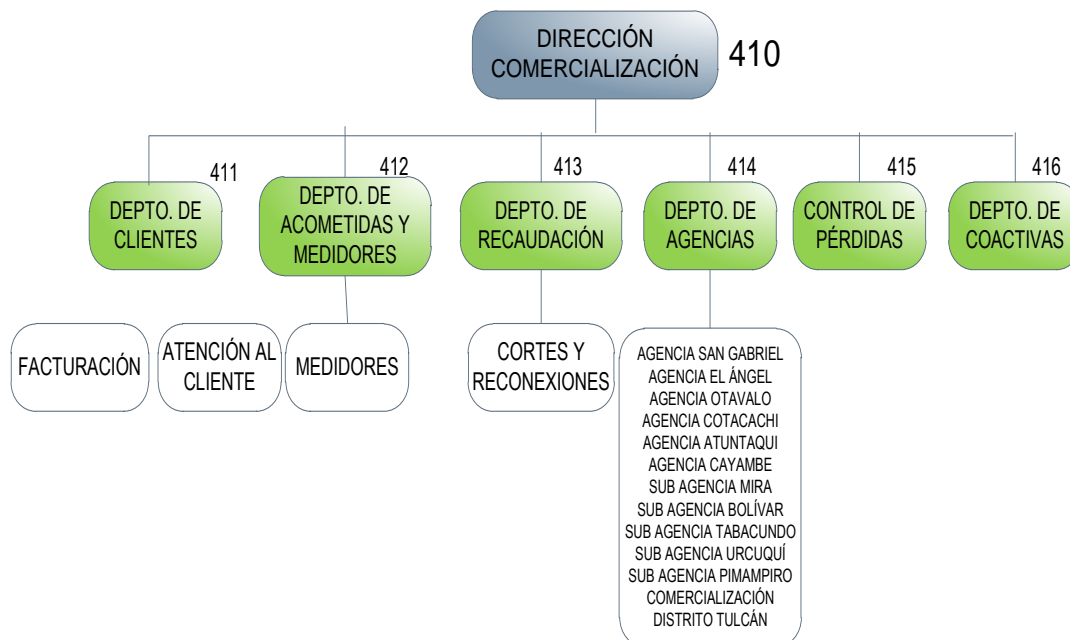 DIRECCIÓN
COMERCIALIZACIÓN
410
411
412
413
414
415
416
DEPTO. DE
CLIENTES
DEPTO. DE
ACOMETIDAS Y
MEDIDORES
DEPTO. DE
RECAUDACIÓN
DEPTO. DE
AGENCIAS
CONTROL DE
PÉRDIDAS
DEPTO. DE
COACTIVAS
FACTURACIÓN
ATENCIÓN AL
CLIENTE
MEDIDORES
CORTES Y
RECONEXIONES
AGENCIA SAN GABRIEL
AGENCIA EL ÁNGEL
AGENCIA OTAVALO
AGENCIA COTACACHI
AGENCIA ATUNTAQUI
AGENCIA CAYAMBE
SUB AGENCIA MIRA
SUB AGENCIA BOLÍVAR
SUB AGENCIA TABACUNDO
SUB AGENCIA URCUQUÍ
SUB AGENCIA PIMAMPIRO
COMERCIALIZACIÓN
DISTRITO TULCÁN